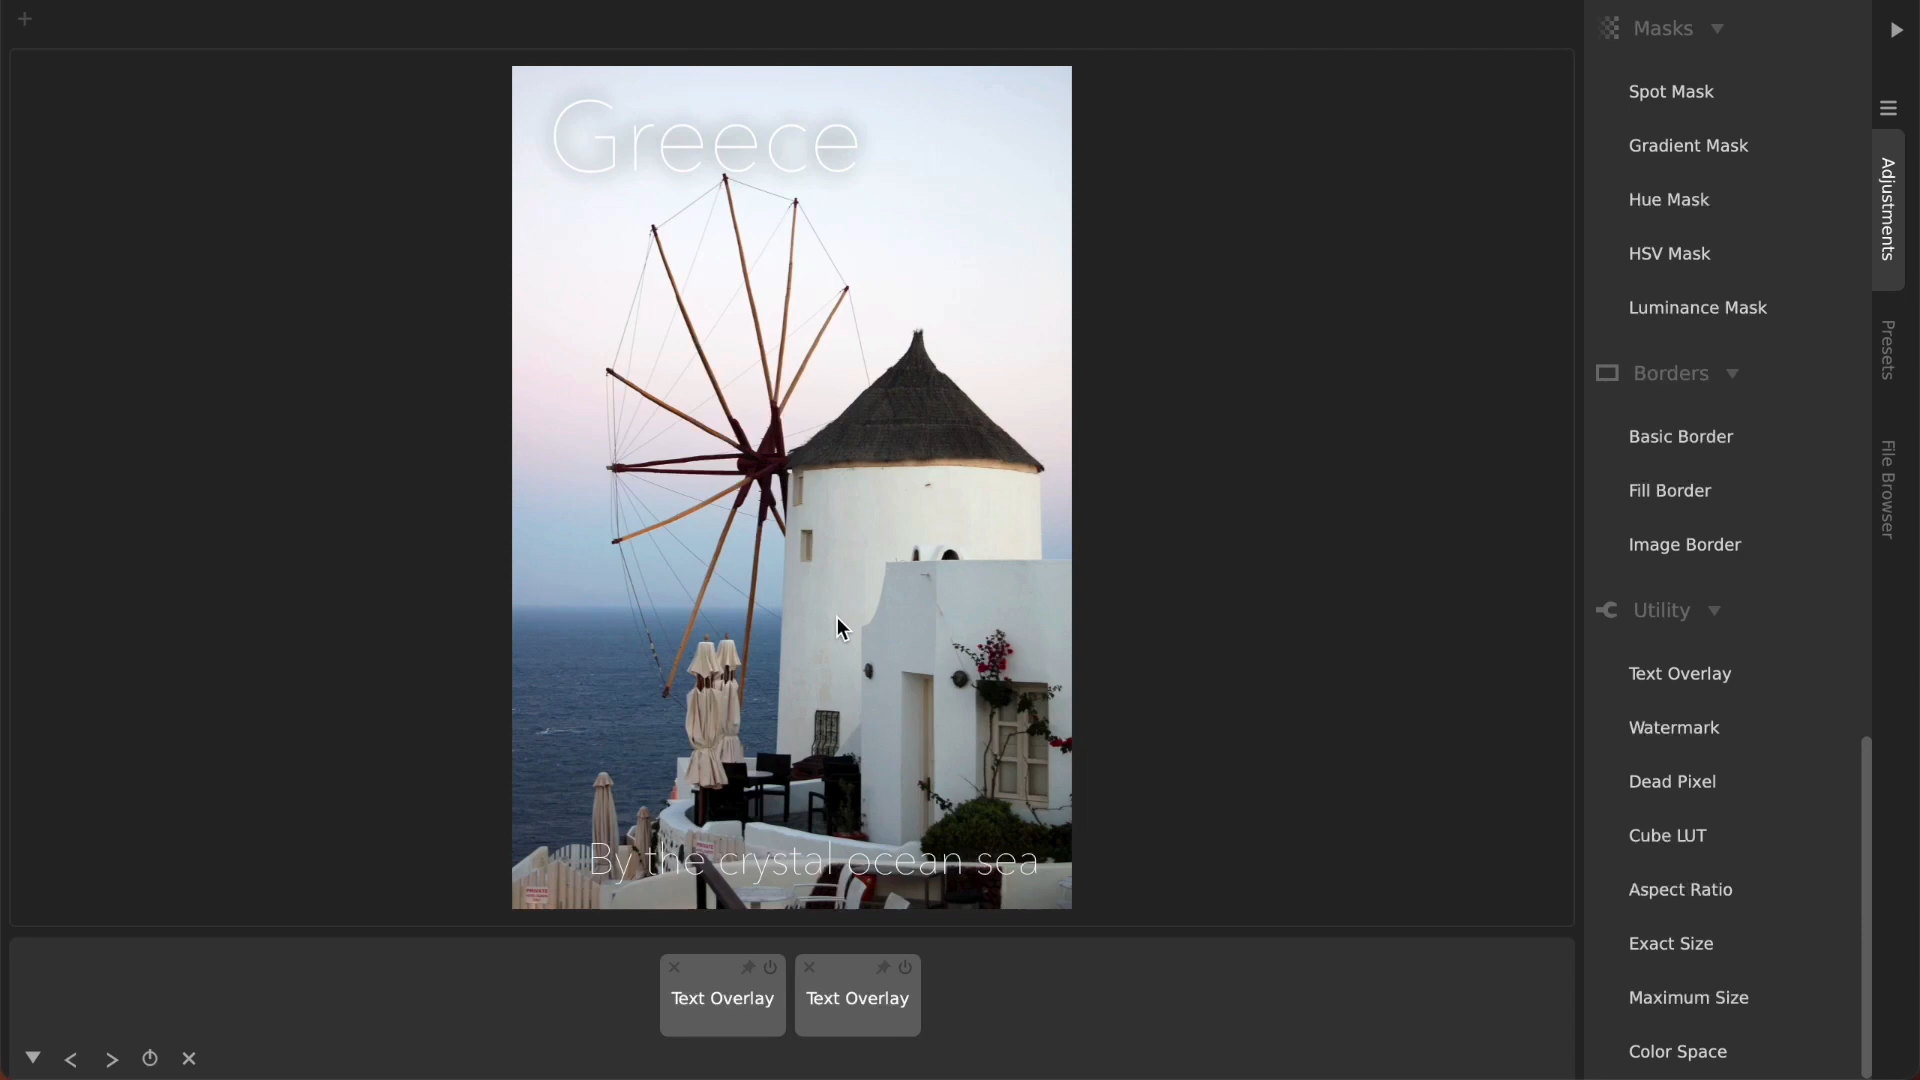 Masks
Spot Mask
Gradient Mask
Hue Mask
HSV Mask
Luminance Mask
Borders
Basic Border
Fill Border
Image Border
Utility
Text Overlay
Watermark
Dead Pixel
Cube LUT
Aspect Ratio
Exact Size
Maximum Size
Color Space
Adjustments
Presets
File Browser
Greece
PRIVATE
By the crystal ocean sea
PRIVATE
Text Overlay
Text Overlay